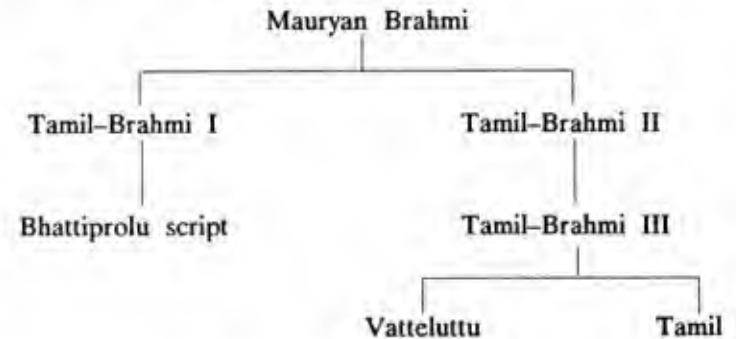 Mauryan Brahmi
Tamil–Brahmi I Tamil–Brahmi II
Bhattiprolu script Tamil–Brahmi III
Vatteluttu Tamil